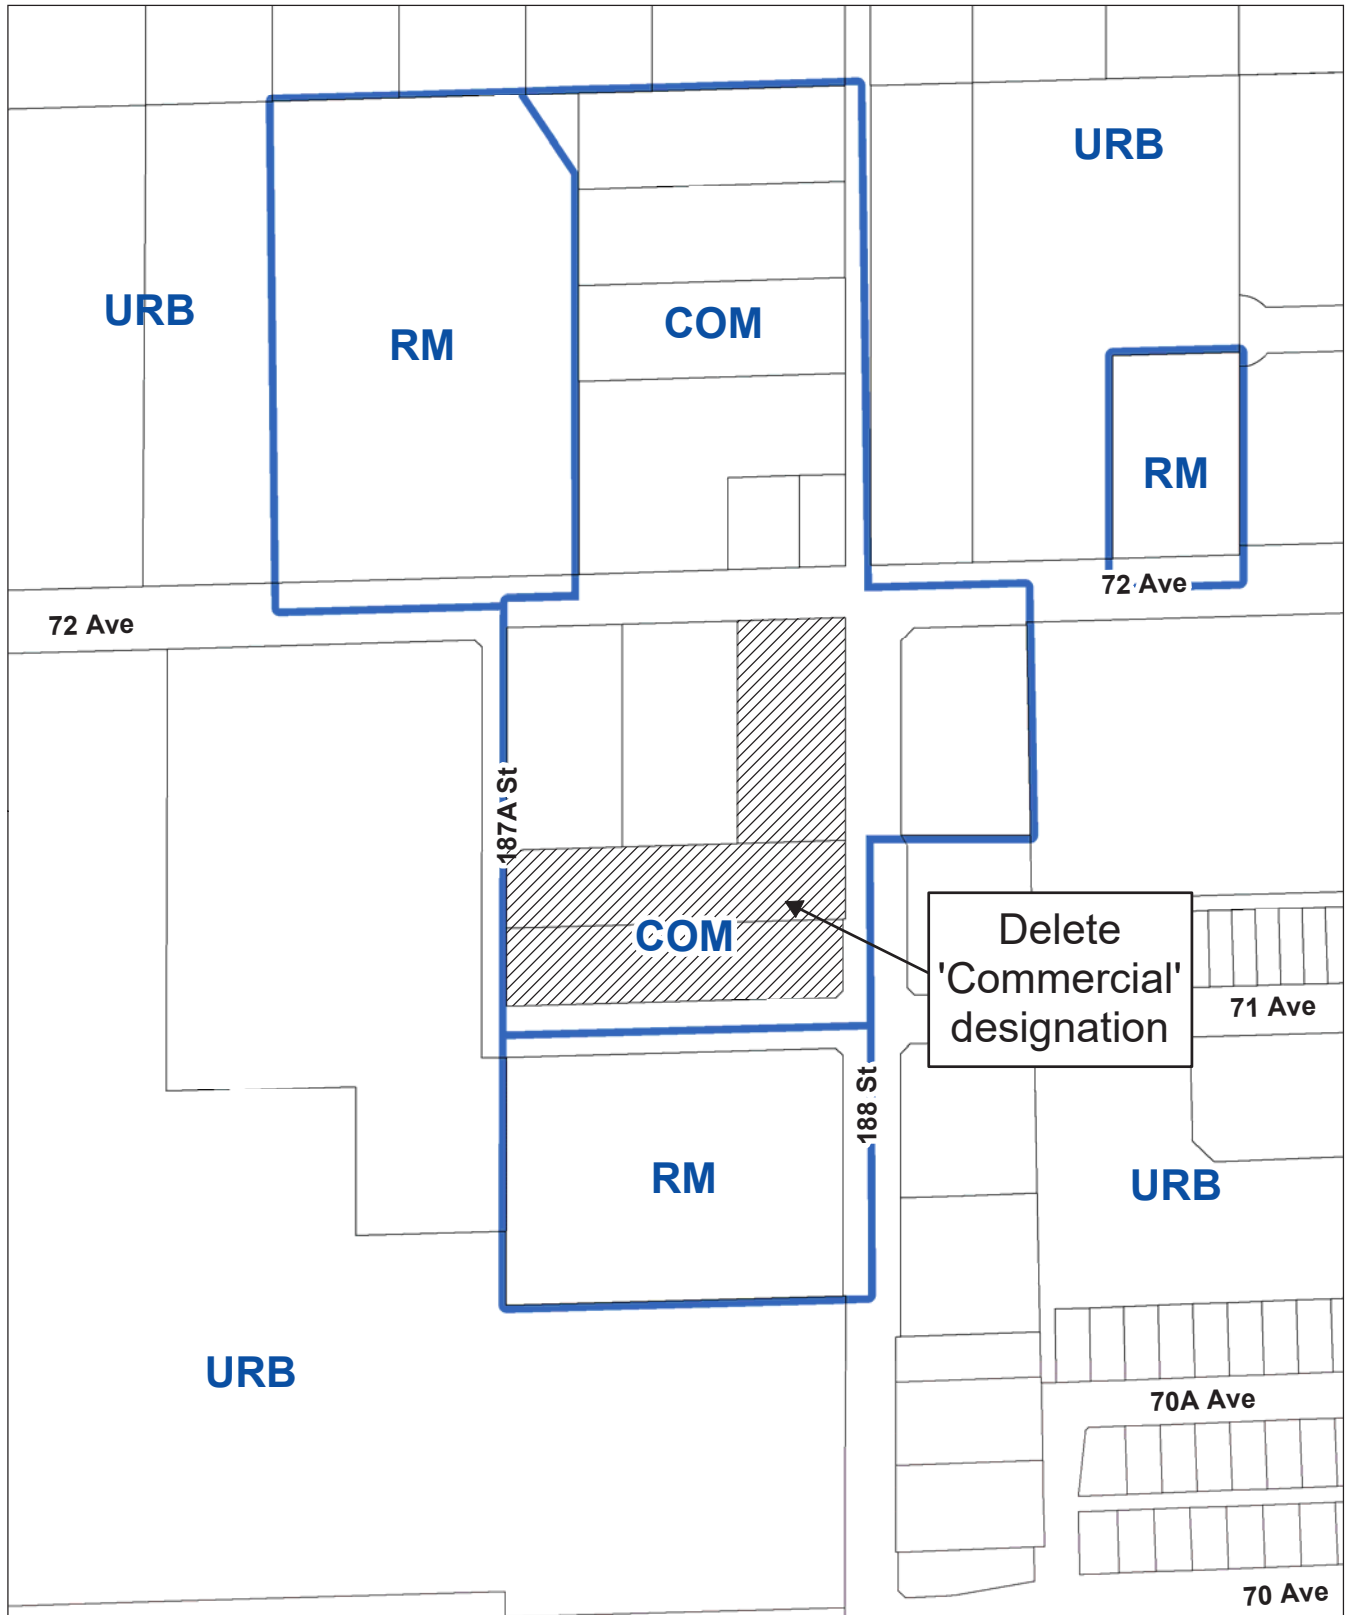 URB
URB
RM
COM
RM
72 Ave
72 Ave
187A St
COM
Delete
'Commercial'
designation
71 Ave
188 St
RM
URB
URB
70A Ave
70 Ave